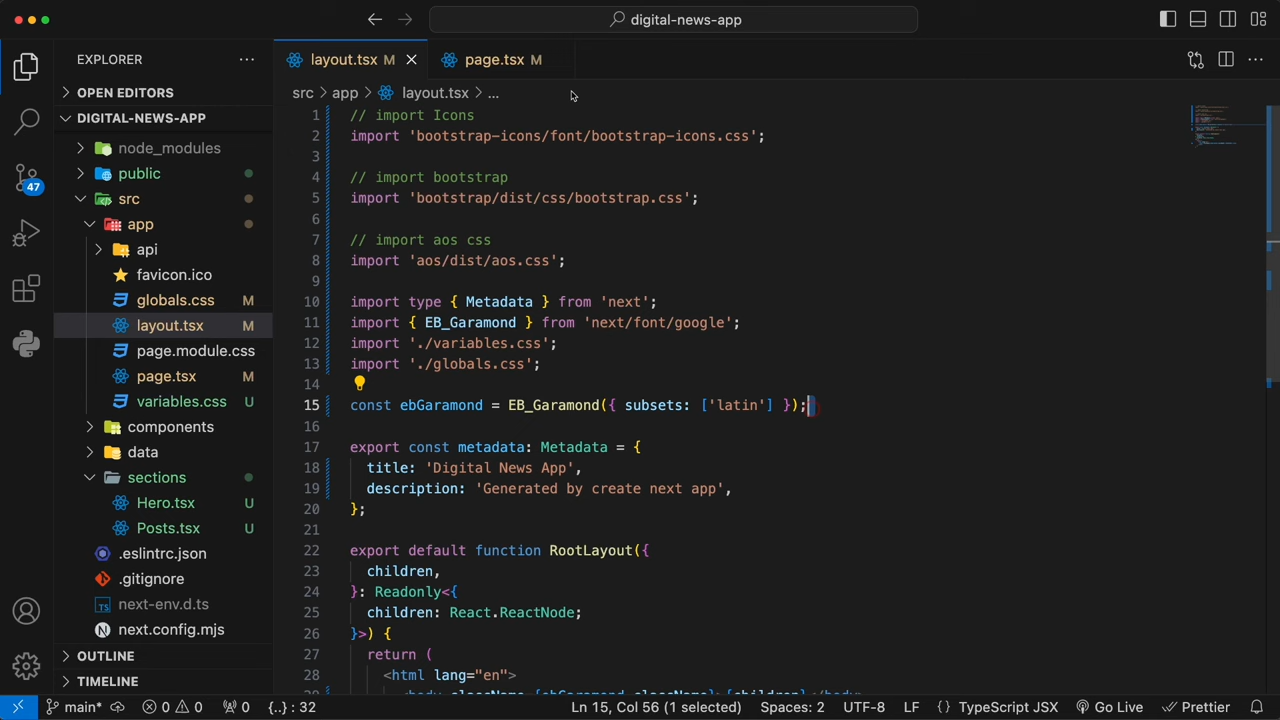 digital-news-app
EXPLORER
layout.tsx M
page.tsx M
OPEN EDITORS
src > app > layout.tsx > ...
DIGITAL-NEWS-APP
node_modules
public
src
app
api
favicon.ico
globals.css M
layout.tsx M
page.module.css
page.tsx M
variables.css U
components
data
sections
Hero.tsx U
Posts.tsx U
.eslintrc.json
.gitignore
next-env.d.ts
next.config.mjs
OUTLINE
TIMELINE
47
1 // import Icons
2 import 'bootstrap-icons/font/bootstrap-icons.css';
3
4 // import bootstrap
5 import 'bootstrap/dist/css/bootstrap.css';
6
7 // import aos css
8 import 'aos/dist/aos.css';
9
10 import type { Metadata } from 'next';
11 import { EB_Garamond } from 'next/font/google';
12 import './variables.css';
13 import './globals.css';
14
15 const ebGaramond = EB_Garamond({ subsets: ['latin'] });
16
17 export const metadata: Metadata = {
18 title: 'Digital News App',
19 description: 'Generated by create next app',
20 };
21
22 export default function RootLayout({
23 children,
24 }: Readonly<{
25 children: React.ReactNode;
26 }>) {
27 return (
28 <html lang="en">
main* 0 0 0 {..} : 32 Ln 15, Col 56 (1 selected) Spaces: 2 UTF-8 LF {} TypeScript JSX Go Live Prettier